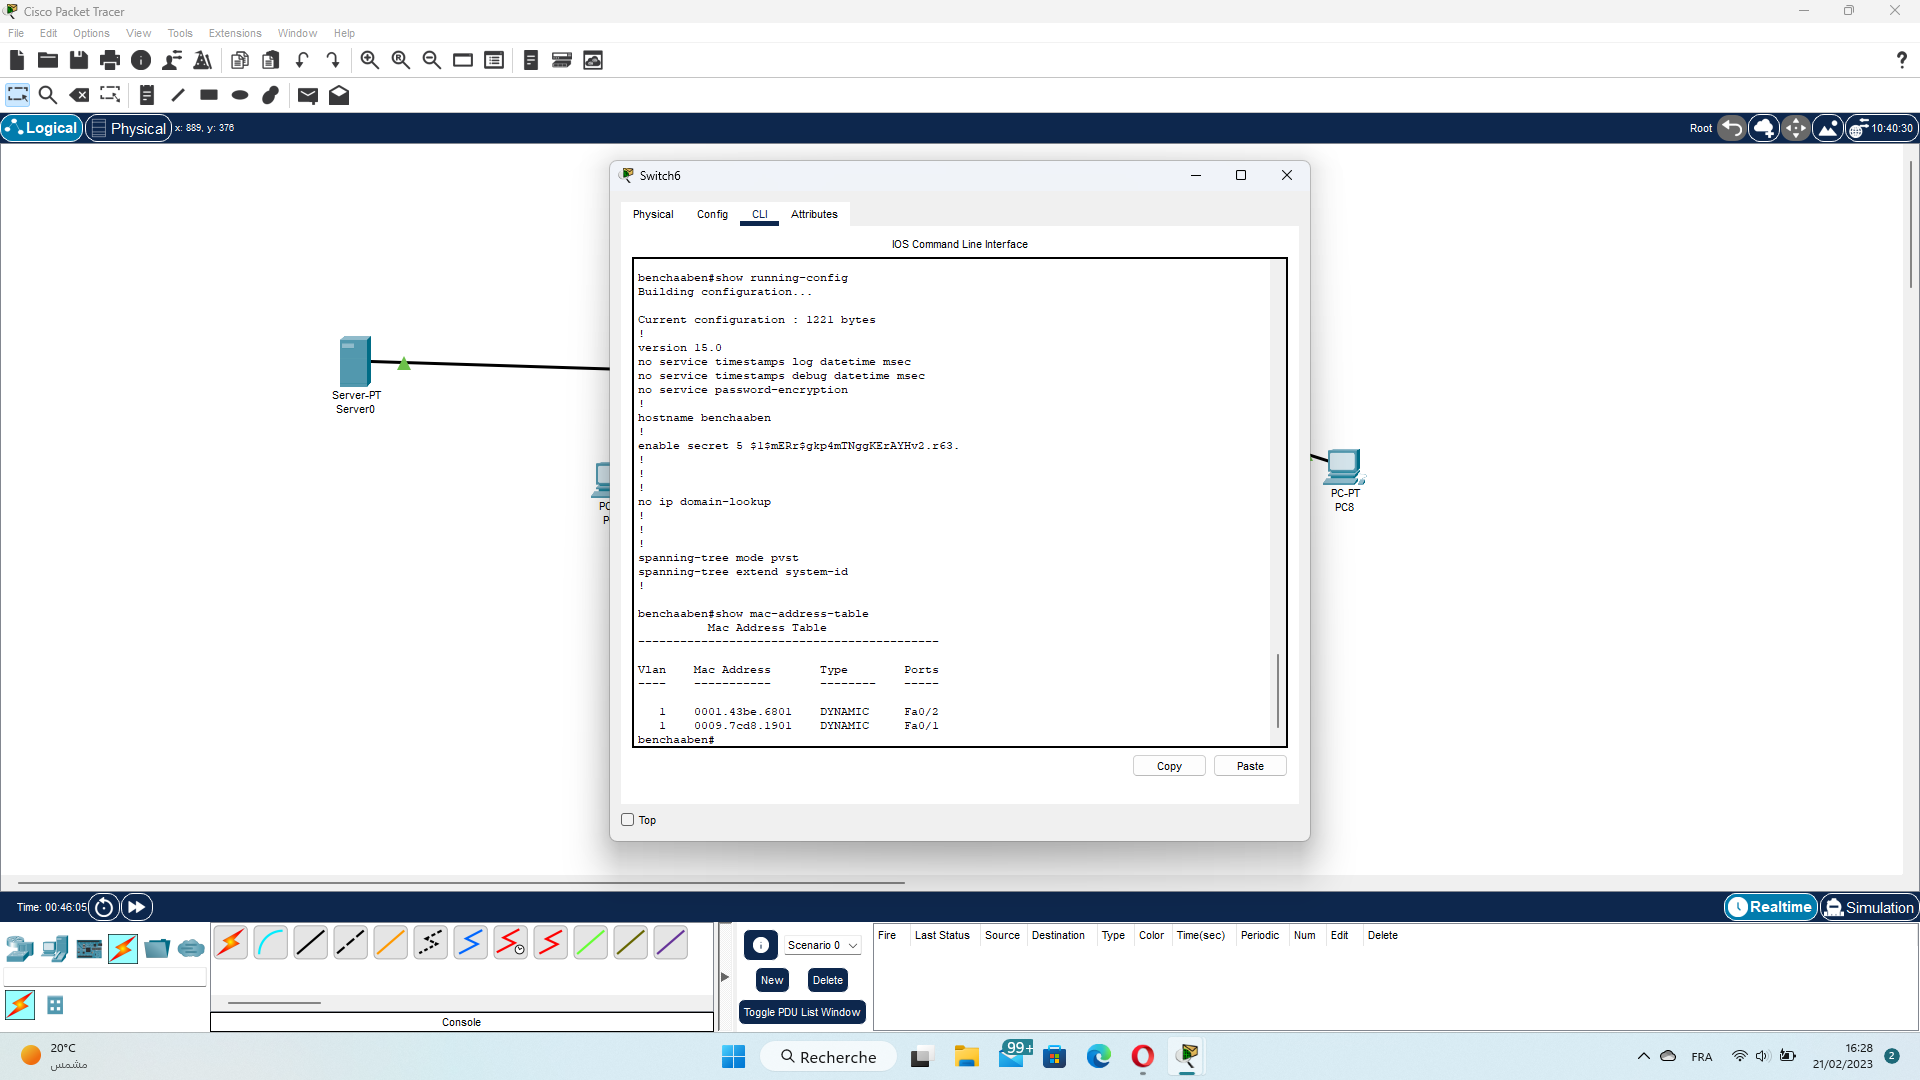 Cisco Packet Tracer
File Edit Options View Tools Extensions Window Help
Logical Physical x: 889, y: 376 Root 10:40:30
Switch6
Physical Config CLI Attributes
IOS Command Line Interface
benchaaben#show running-config
Building configuration...
Current configuration : 1221 bytes
!
version 15.0
no service timestamps log datetime msec
no service timestamps debug datetime msec
no service password-encryption
!
hostname benchaaben
!
enable secret 5 $1$mERr$gkp4mTNggKErAYHv2.r63.
!
!
!
no ip domain-lookup
!
!
!
spanning-tree mode pvst
spanning-tree extend system-id
!
benchaaben#show mac-address-table
Mac Address Table
-------------------------------------------
Vlan Mac Address Type Ports
---- ----------- -------- -----
1 0001.43be.6801 DYNAMIC Fa0/2
1 0009.7cd8.1901 DYNAMIC Fa0/1
benchaaben#
Copy Paste
Top
Server-PT
Server0
PC
P
PC-PT
PC8
Time: 00:46:05 Realtime Simulation
Scenario 0
New Delete
Toggle PDU List Window
Fire Last Status Source Destination Type Color Time(sec) Periodic Num Edit Delete
Console
20°C
مشمس
Recherche
99+
FRA
16:28
21/02/2023
2